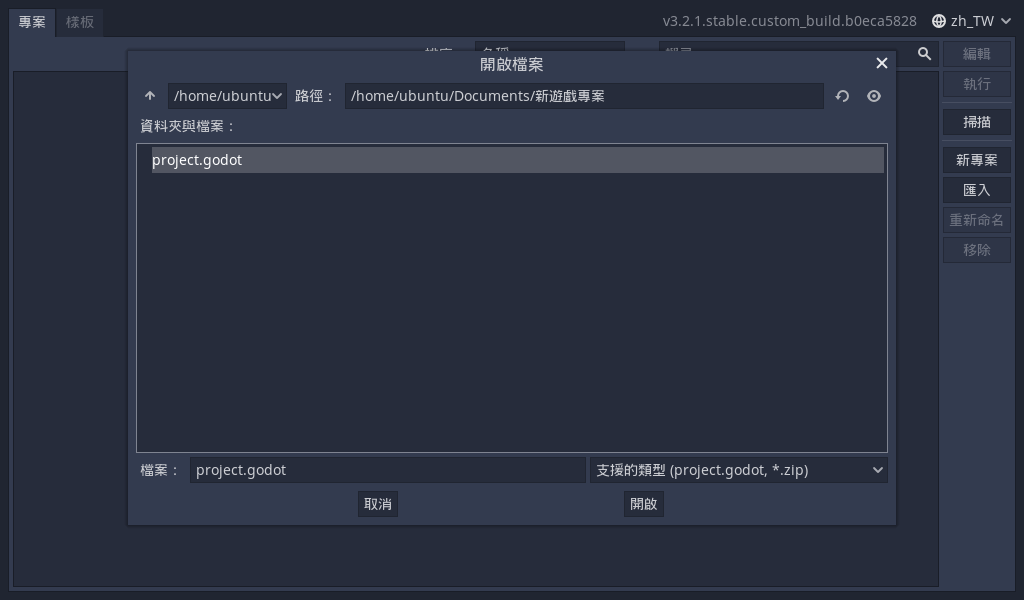 專案 樣板 v3.2.1.stable.custom_build.b0eca5828 zh_TW
編輯
開啟檔案
執行
/home/ubuntu 路徑： /home/ubuntu/Documents/新遊戲專案
掃描
資料夾與檔案：
project.godot
新專案
匯入
重新命名
移除
檔案： project.godot 支援的類型 (project.godot, *.zip)
取消 開啟